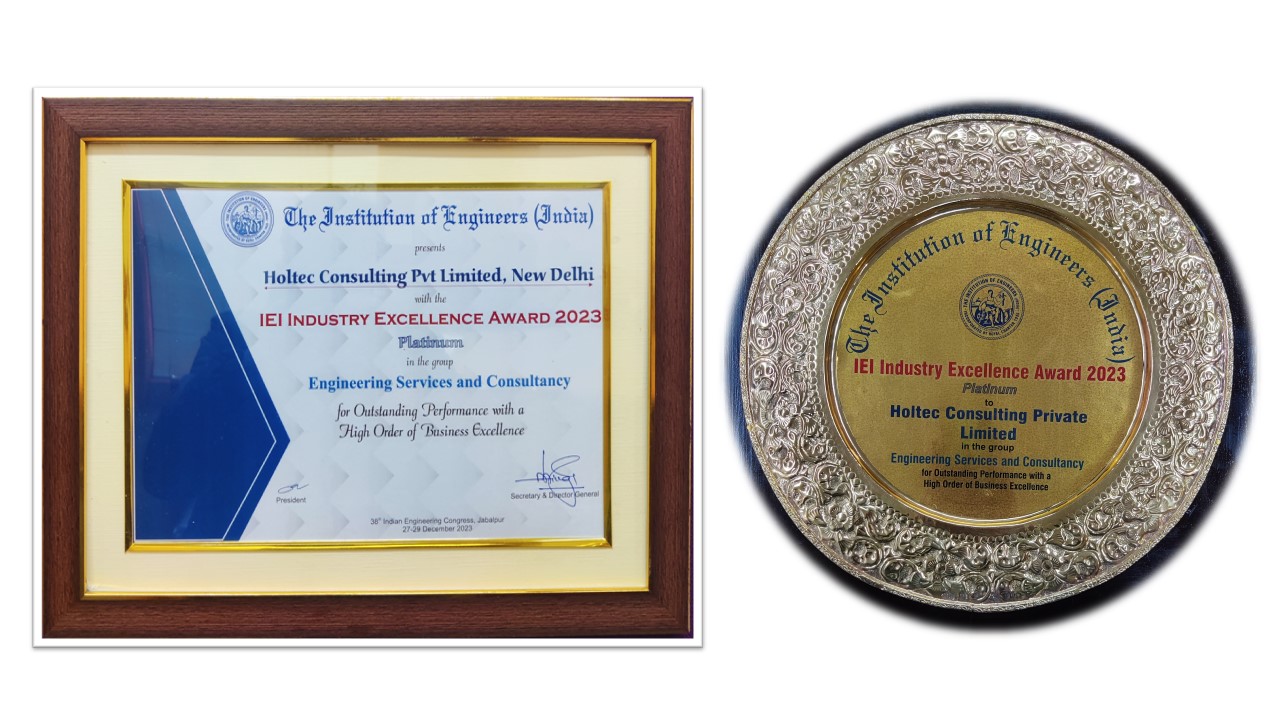 The Institution of Engineers (India)
presents
Holtec Consulting Pvt Limited, New Delhi
with the
IEI INDUSTRY EXCELLENCE AWARD 2023
Platinum
in the group
Engineering Services and Consultancy
for Outstanding Performance with a
High Order of Business Excellence
President
Secretary & Director General
38th Indian Engineering Congress, Jabalpur
27-29 December 2023
The Institution of Engineers (India)
IEI Industry Excellence Award 2023
Platinum
to
Holtec Consulting Private
Limited
in the group
Engineering Services and Consultancy
for Outstanding Performance with a
High Order of Business Excellence